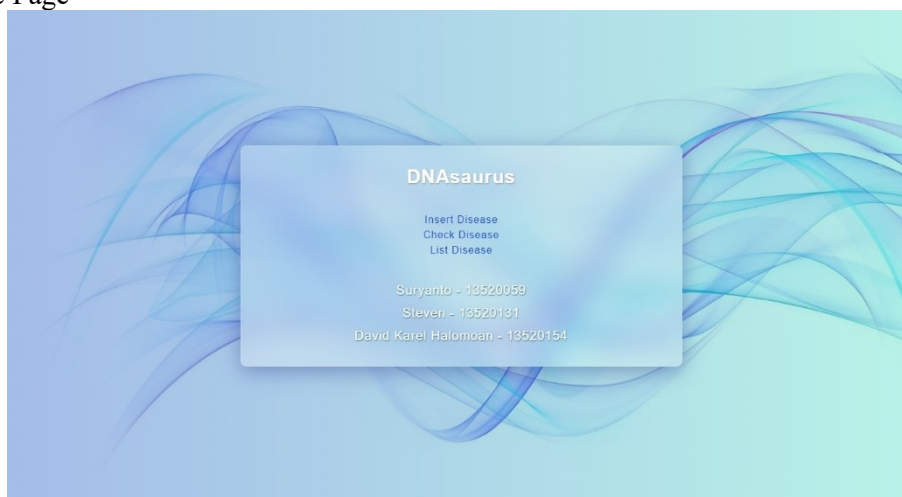 Page
DNAsaurus
Insert Disease
Check Disease
List Disease
Suryanto - 13520059
Steven - 13520131
David Karel Halomoan - 13520154